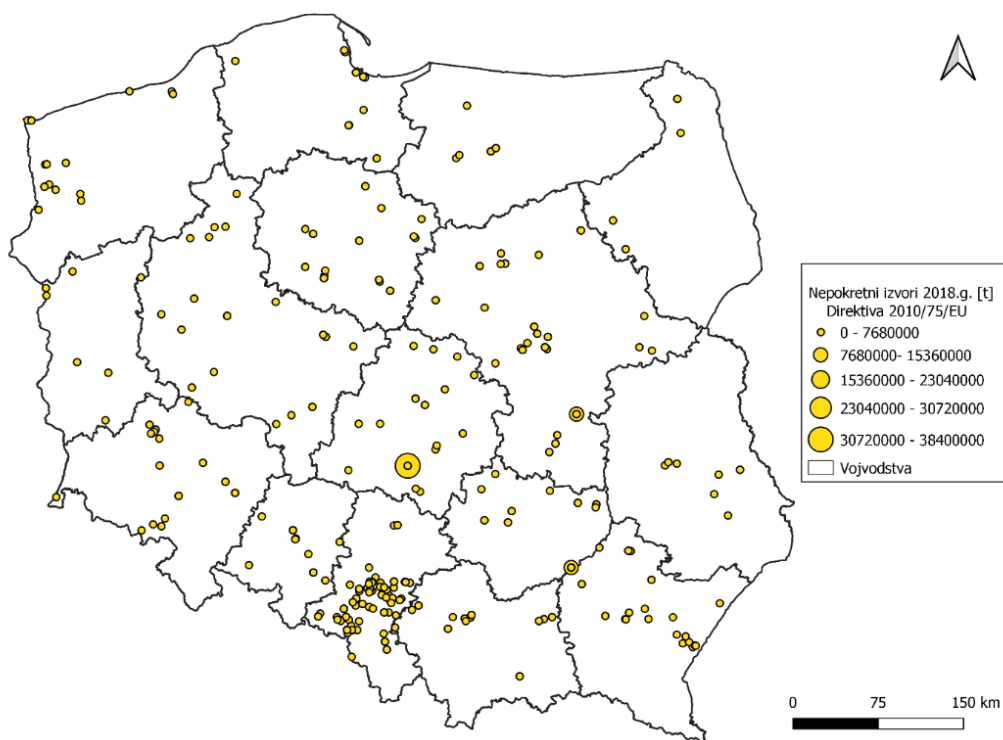 Nepokretni izvori 2018.g. [t]
Direktiva 2010/75/EU
0 - 7680000
7680000- 15360000
15360000 - 23040000
23040000 - 30720000
30720000 - 38400000
Vojvodstva
0 75 150 km